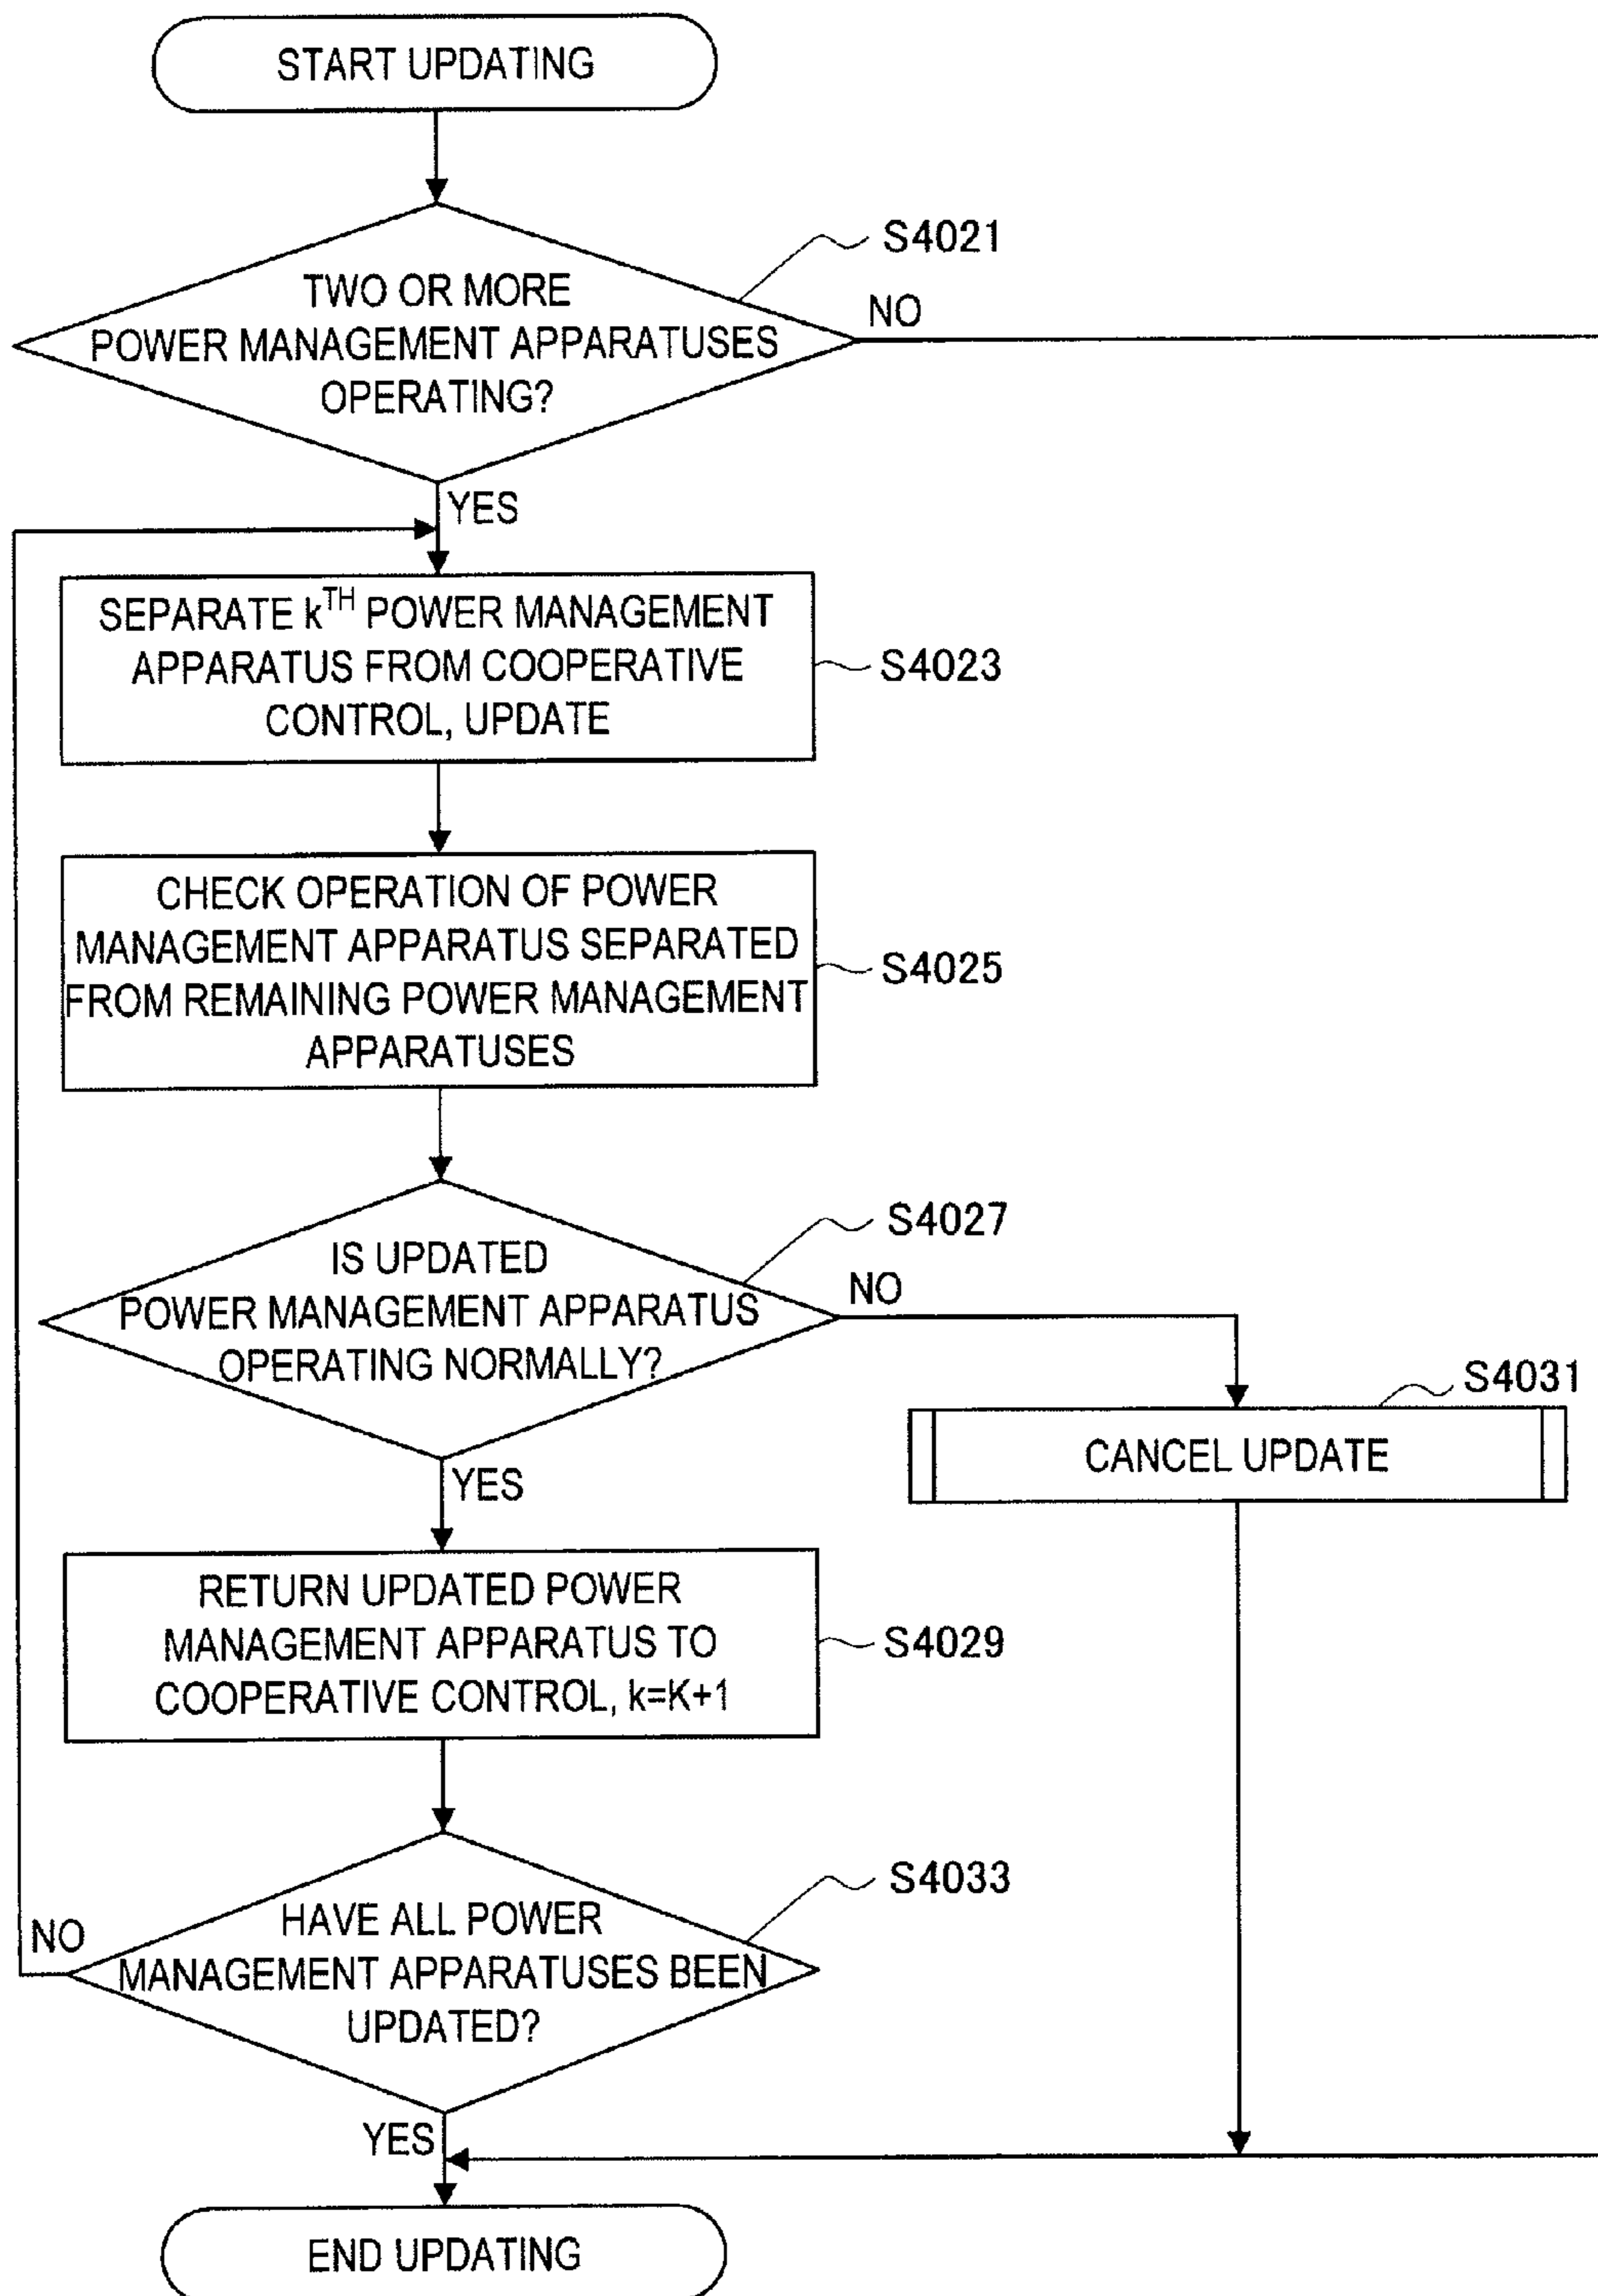 START UPDATING
S4021
TWO OR MORE
POWER MANAGEMENT APPARATUSES
OPERATING?
NO
YES
SEPARATE k^TH POWER MANAGEMENT
APPARATUS FROM COOPERATIVE
CONTROL, UPDATE
S4023
CHECK OPERATION OF POWER
MANAGEMENT APPARATUS SEPARATED
FROM REMAINING POWER MANAGEMENT
APPARATUSES
S4025
S4027
IS UPDATED
POWER MANAGEMENT APPARATUS
OPERATING NORMALLY?
NO
S4031
CANCEL UPDATE
YES
RETURN UPDATED POWER
MANAGEMENT APPARATUS TO
COOPERATIVE CONTROL, k=K+1
S4029
S4033
HAVE ALL POWER
MANAGEMENT APPARATUSES BEEN
UPDATED?
NO
YES
END UPDATING